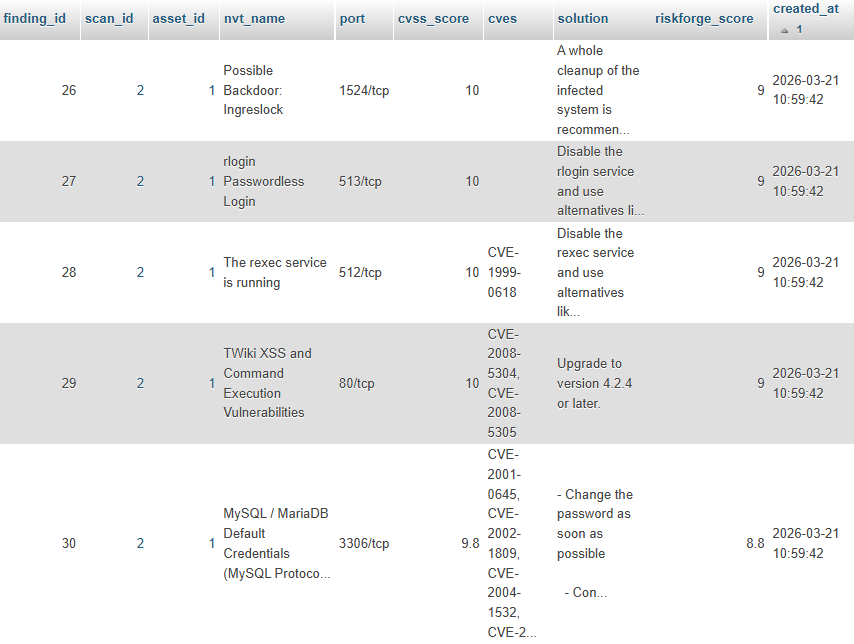 finding_id scan_id asset_id nvt_name port cvss_score cves solution riskforge_score created_at
1
26 2 1 Possible Backdoor: Ingreslock 1524/tcp 10 A whole cleanup of the infected system is recommen... 9 2026-03-21 10:59:42
27 2 1 rlogin Passwordless Login 513/tcp 10 Disable the rlogin service and use alternatives li... 9 2026-03-21 10:59:42
28 2 1 The rexec service is running 512/tcp 10 CVE-1999-0618 Disable the rexec service and use alternatives lik... 9 2026-03-21 10:59:42
29 2 1 TWiki XSS and Command Execution Vulnerabilities 80/tcp 10 CVE-2008-5304, CVE-2008-5305 Upgrade to version 4.2.4 or later. 9 2026-03-21 10:59:42
30 2 1 MySQL / MariaDB Default Credentials (MySQL Protoco... 3306/tcp 9.8 CVE-2001-0645, CVE-2002-1809, CVE-2004-1532, CVE-2... - Change the password as soon as possible - Con... 8.8 2026-03-21 10:59:42